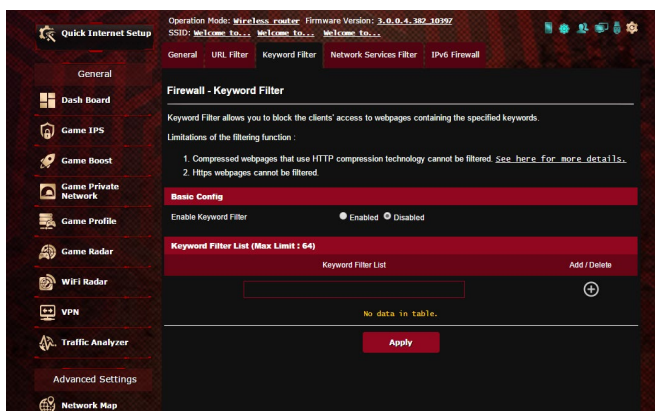 Quick Internet Setup
Operation Mode: Wireless router Firmware Version: 3.0.0.4.382_10397
SSID: Welcome to... Welcome to... Welcome to...
General URL Filter Keyword Filter Network Services Filter IPv6 Firewall
General
Dash Board
Game IPS
Game Boost
Game Private
Network
Game Profile
Game Radar
WiFi Radar
VPN
Traffic Analyzer
Advanced Settings
Network Map
Firewall - Keyword Filter
Keyword Filter allows you to block the clients' access to webpages containing the specified keywords.
Limitations of the filtering function :
1. Compressed webpages that use HTTP compression technology cannot be filtered. See here for more details.
2. Https webpages cannot be filtered.
Basic Config
Enable Keyword Filter Enabled Disabled
Keyword Filter List (Max Limit : 64)
Keyword Filter List Add / Delete
No data in table.
Apply